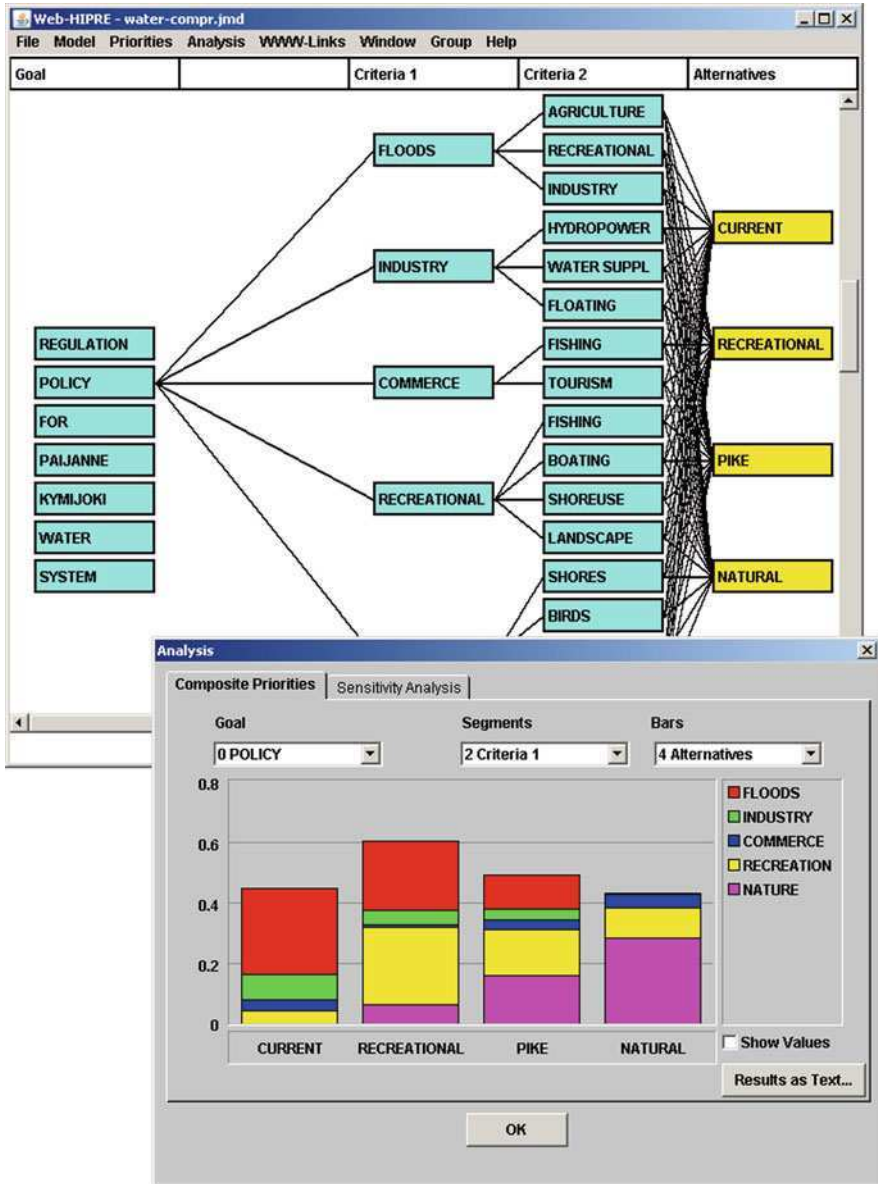 Web-HIPRE - water-compr.jmd
File Model Priorities Analysis WWW-Links Window Group Help
Goal Criteria 1 Criteria 2 Alternatives
AGRICULTURE
FLOODS RECREATIONAL
INDUSTRY
HYDROPOWER CURRENT
INDUSTRY WATER SUPPL
FLOATING
REGULATION FISHING RECREATIONAL
POLICY COMMERCE TOURISM
FOR FISHING
PAIJANNE BOATING PIKE
KYMIJOKI RECREATIONAL SHOREUSE
WATER LANDSCAPE
SYSTEM SHORES NATURAL
BIRDS
Analysis
Composite Priorities Sensitivity Analysis
Goal Segments Bars
0 POLICY 2 Criteria 1 4 Alternatives
0.8
0.6
0.4
0.2
0
FLOODS
INDUSTRY
COMMERCE
RECREATION
NATURE
CURRENT RECREATIONAL PIKE NATURAL
Show Values
Results as Text...
OK